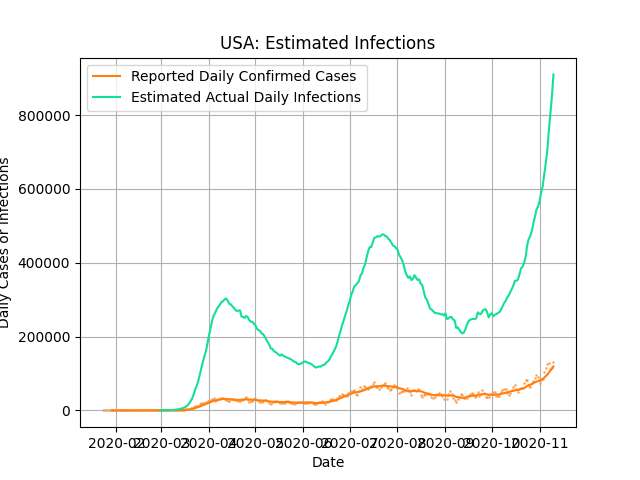 USA: Estimated Infections
Reported Daily Confirmed Cases
Estimated Actual Daily Infections
Daily Cases or Infections
800000
600000
400000
200000
0
2020-02 2020-03 2020-04 2020-05 2020-06 2020-07 2020-08 2020-09 2020-10 2020-11
Date